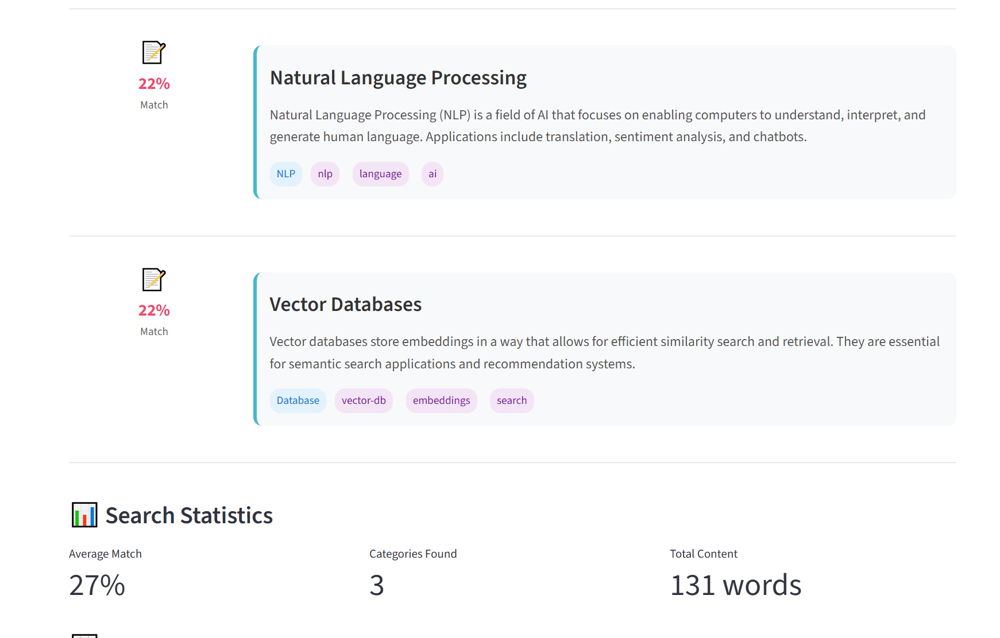 22%
Match
Natural Language Processing
Natural Language Processing (NLP) is a field of AI that focuses on enabling computers to understand, interpret, and
generate human language. Applications include translation, sentiment analysis, and chatbots.
NLP nlp language ai
22%
Match
Vector Databases
Vector databases store embeddings in a way that allows for efficient similarity search and retrieval. They are essential
for semantic search applications and recommendation systems.
Database vector-db embeddings search
Search Statistics
Average Match Categories Found Total Content
27% 3 131 words